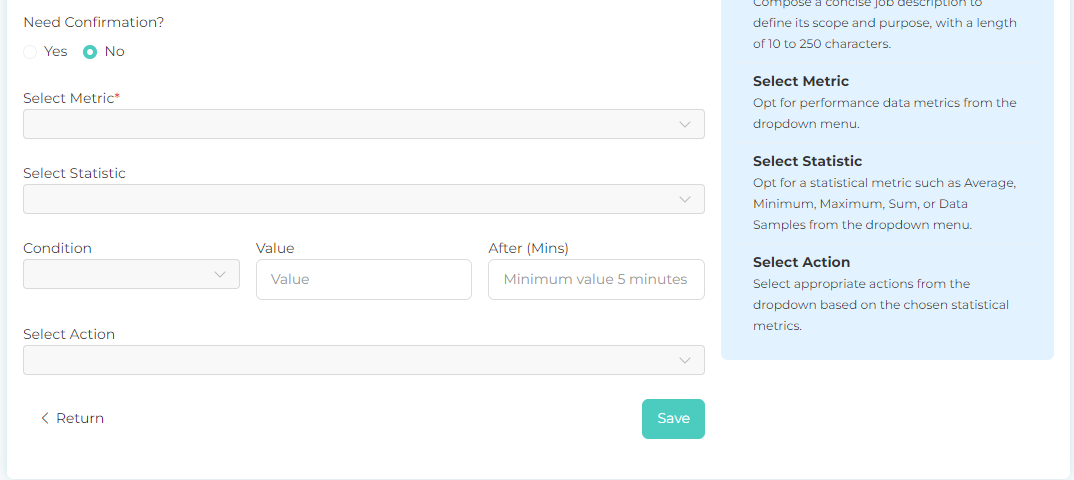 Need Confirmation?
Yes No
Select Metric*
Select Statistic
Condition Value After (Mins)
Value Minimum value 5 minutes
Select Action
Return Save
Compose a concise job description to
define its scope and purpose, with a length
of 10 to 250 characters.
Select Metric
Opt for performance data metrics from the
dropdown menu.
Select Statistic
Opt for a statistical metric such as Average,
Minimum, Maximum, Sum, or Data
Samples from the dropdown menu.
Select Action
Select appropriate actions from the
dropdown based on the chosen statistical
metrics.